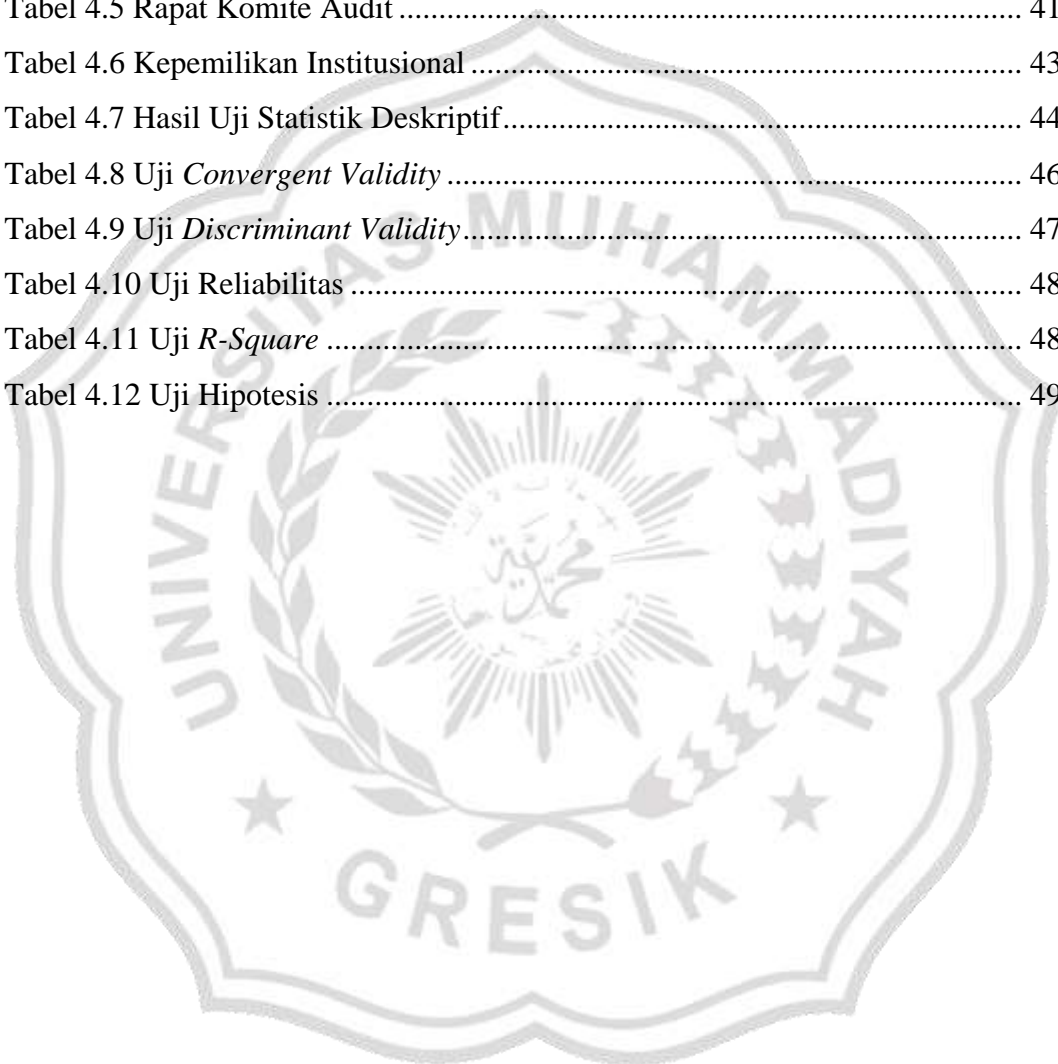 Tabel 4.5 Rapat Komite Audit ........................................ 41
Tabel 4.6 Kepemilikan Institusional ........................................ 43
Tabel 4.7 Hasil Uji Statistik Deskriptif ........................................ 44
Tabel 4.8 Uji Convergent Validity ........................................ 46
Tabel 4.9 Uji Discriminant Validity ........................................ 47
Tabel 4.10 Uji Reliabilitas ........................................ 48
Tabel 4.11 Uji R-Square ........................................ 48
Tabel 4.12 Uji Hipotesis ........................................ 49
UNIVERSITAS MUHAMMADIYAH
GRESIK